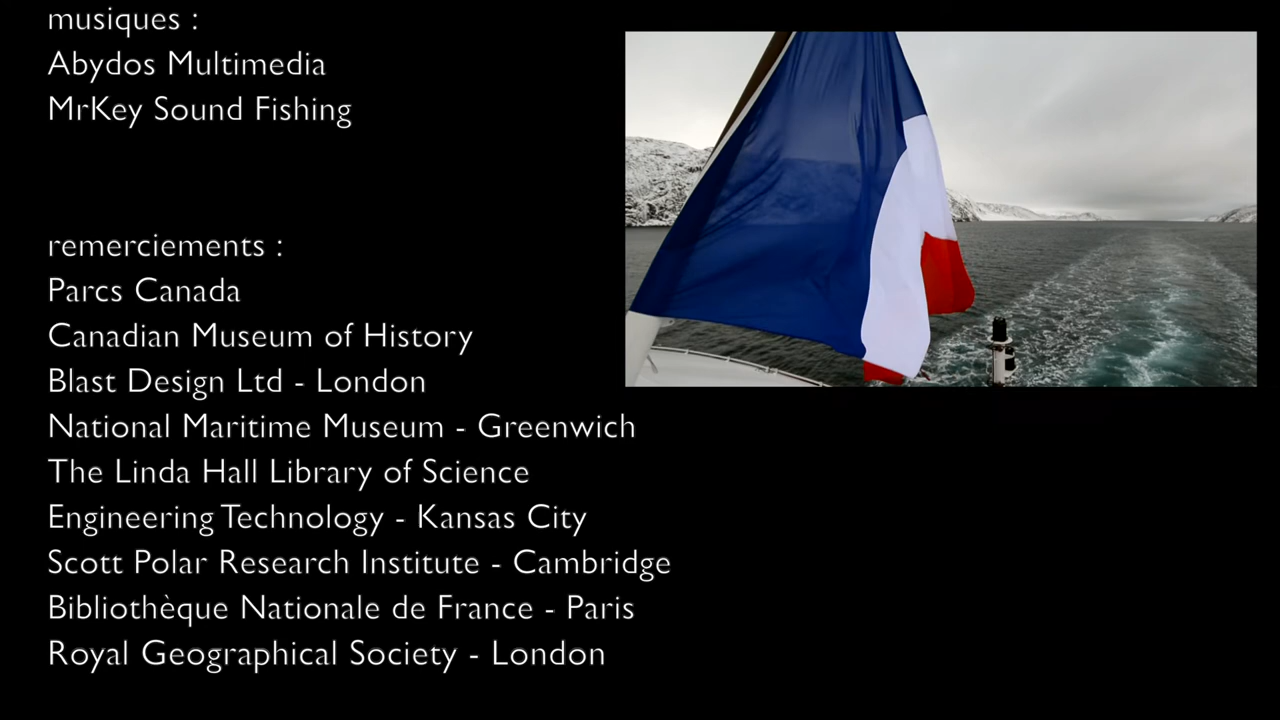 musiques :
Abydos Multimedia
MrKey Sound Fishing
remerciements :
Parcs Canada
Canadian Museum of History
Blast Design Ltd - London
National Maritime Museum - Greenwich
The Linda Hall Library of Science
Engineering Technology - Kansas City
Scott Polar Research Institute - Cambridge
Bibliothèque Nationale de France - Paris
Royal Geographical Society - London